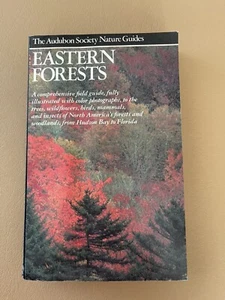 The Audubon Society Nature Guides
EASTERN
FORESTS
A comprehensive field guide, fully
illustrated with color photographs, to the
trees, wildflowers, birds, mammals,
and insects of North America's forests and
woodlands, from Hudson Bay to Florida